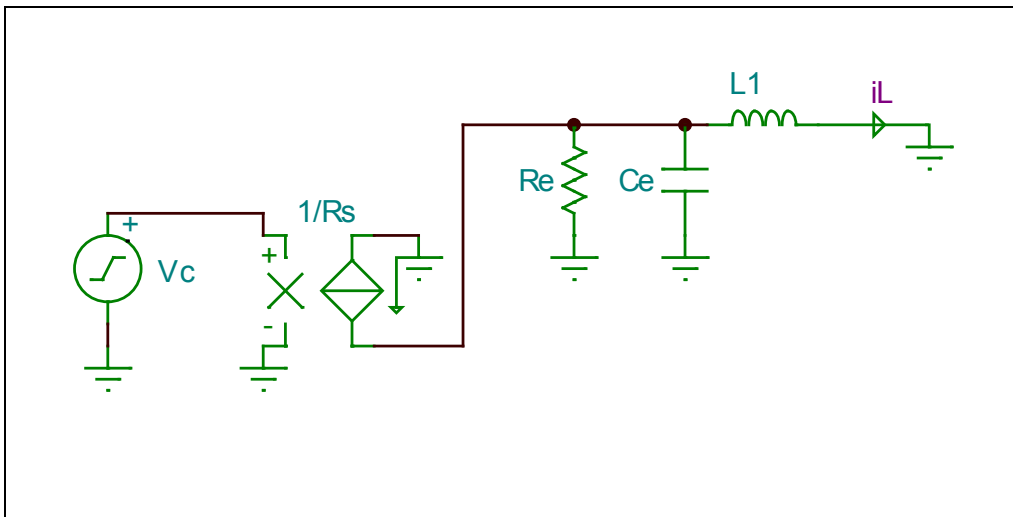 L1
iL
Re
Ce
1/Rs
+
+
Vc
-